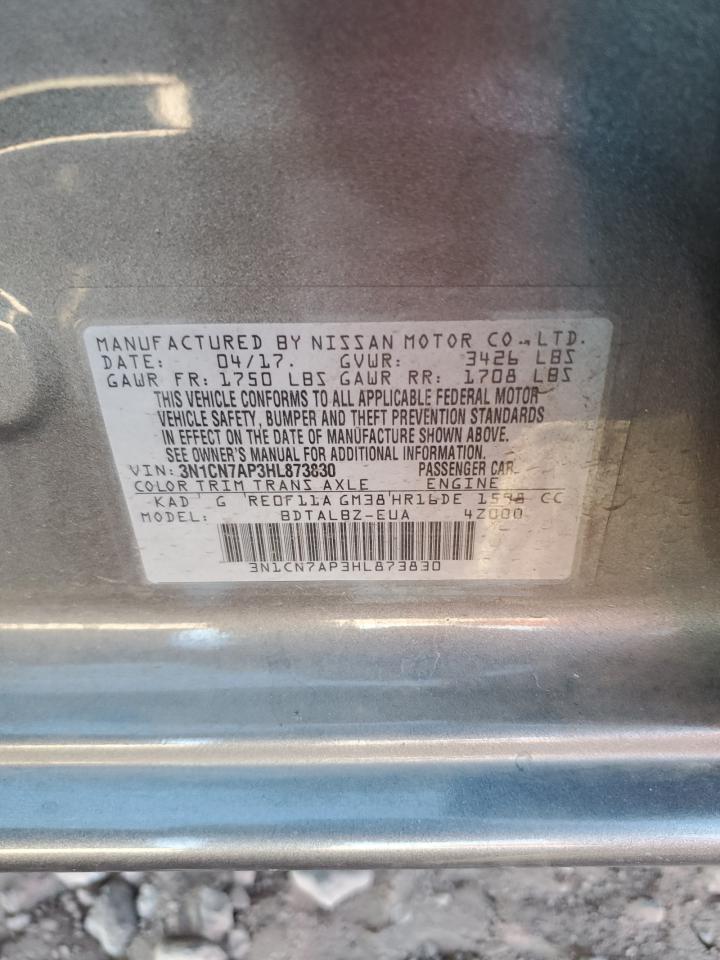 MANUFACTURED BY NISSAN MOTOR CO., LTD.
DATE: 04/17. GVWR: 3426 LBS
GAWR FR: 1750 LBS GAWR RR: 1708 LBS
THIS VEHICLE CONFORMS TO ALL APPLICABLE FEDERAL MOTOR
VEHICLE SAFETY, BUMPER AND THEFT PREVENTION STANDARDS
IN EFFECT ON THE DATE OF MANUFACTURE SHOWN ABOVE.
SEE OWNER'S MANUAL FOR ADDITIONAL INFORMATION.
VIN: 3N1CN7AP3HL873830 PASSENGER CAR
COLOR TRIM TRANS AXLE ENGINE
KAD G RE0F11A GM38 HR16DE 1598 CC
MODEL: BDTALBZ-EUA 4Z000
3N1CN7AP3HL873830